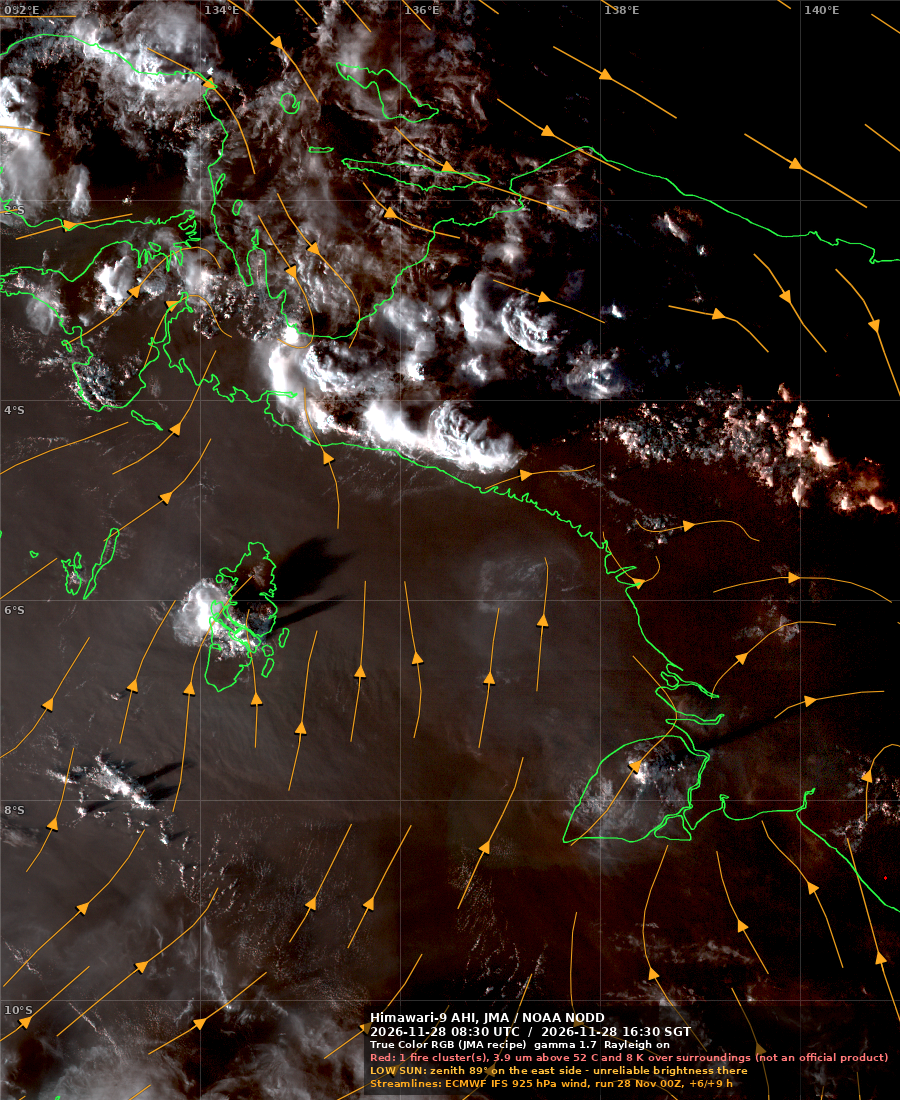 032°E 134°E 136°E 138°E 140°E
2°S
4°S
6°S
8°S
10°S
Himawari-9 AHI, JMA / NOAA NODD
2026-11-28 08:30 UTC / 2026-11-28 16:30 SGT
True Color RGB (JMA recipe) gamma 1.7 Rayleigh on
Red: 1 fire cluster(s), 3.9 um above 52 C and 8 K over surroundings (not an official product)
LOW SUN: zenith 89° on the east side - unreliable brightness there
Streamlines: ECMWF IFS 925 hPa wind, run 28 Nov 00Z, +6/+9 h